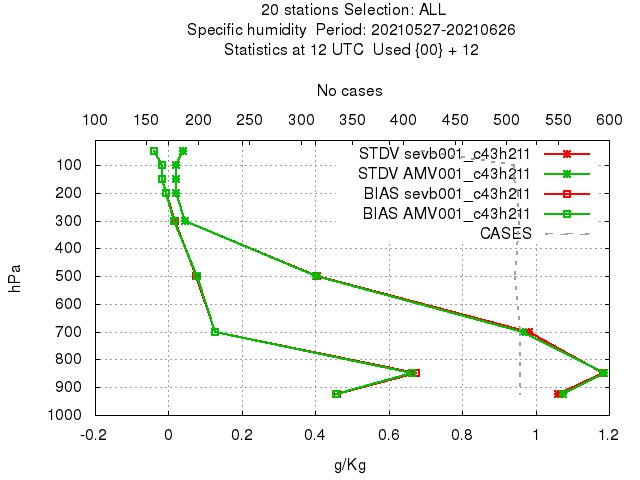 20 stations Selection: ALL
Specific humidity  Period: 20210527-20210626
Statistics at 12 UTC  Used {00} + 12
No cases
100 150 200 250 300 350 400 450 500 550 600
STDV sevb001_c43h211
STDV AMV001_c43h211
BIAS sevb001_c43h211
BIAS AMV001_c43h211
CASES
hPa
100
200
300
400
500
600
700
800
900
1000
-0.2 0 0.2 0.4 0.6 0.8 1 1.2
g/Kg